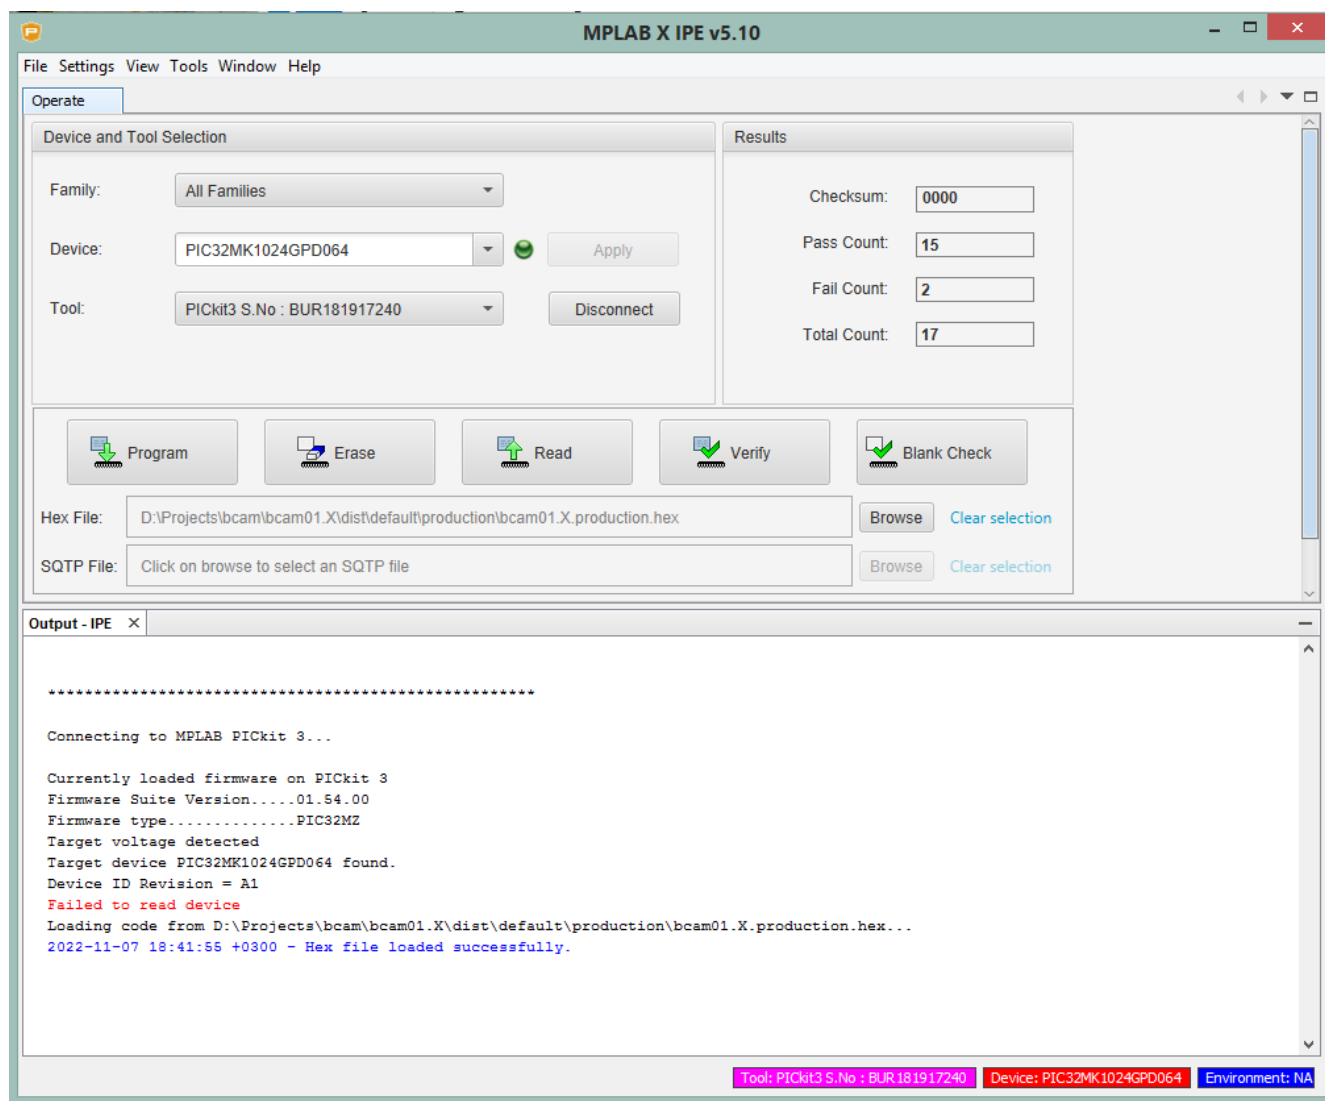 MPLAB X IPE v5.10
File Settings View Tools Window Help
Operate
Device and Tool Selection
Family: All Families
Device: PIC32MK1024GPD064 Apply
Tool: PICkit3 S.No : BUR181917240 Disconnect
Results
Checksum: 0000
Pass Count: 15
Fail Count: 2
Total Count: 17
Program Erase Read Verify Blank Check
Hex File: D:\Projects\bcam\bcam01.X\dist\default\production\bcam01.X.production.hex Browse Clear selection
SQTP File: Click on browse to select an SQTP file Browse Clear selection
Output - IPE
*****************************************************
Connecting to MPLAB PICkit 3...
Currently loaded firmware on PICkit 3
Firmware Suite Version.....01.54.00
Firmware type..............PIC32MZ
Target voltage detected
Target device PIC32MK1024GPD064 found.
Device ID Revision = A1
Failed to read device
Loading code from D:\Projects\bcam\bcam01.X\dist\default\production\bcam01.X.production.hex...
2022-11-07 18:41:55 +0300 - Hex file loaded successfully.
Tool: PICkit3 S.No : BUR181917240 Device: PIC32MK1024GPD064 Environment: NA